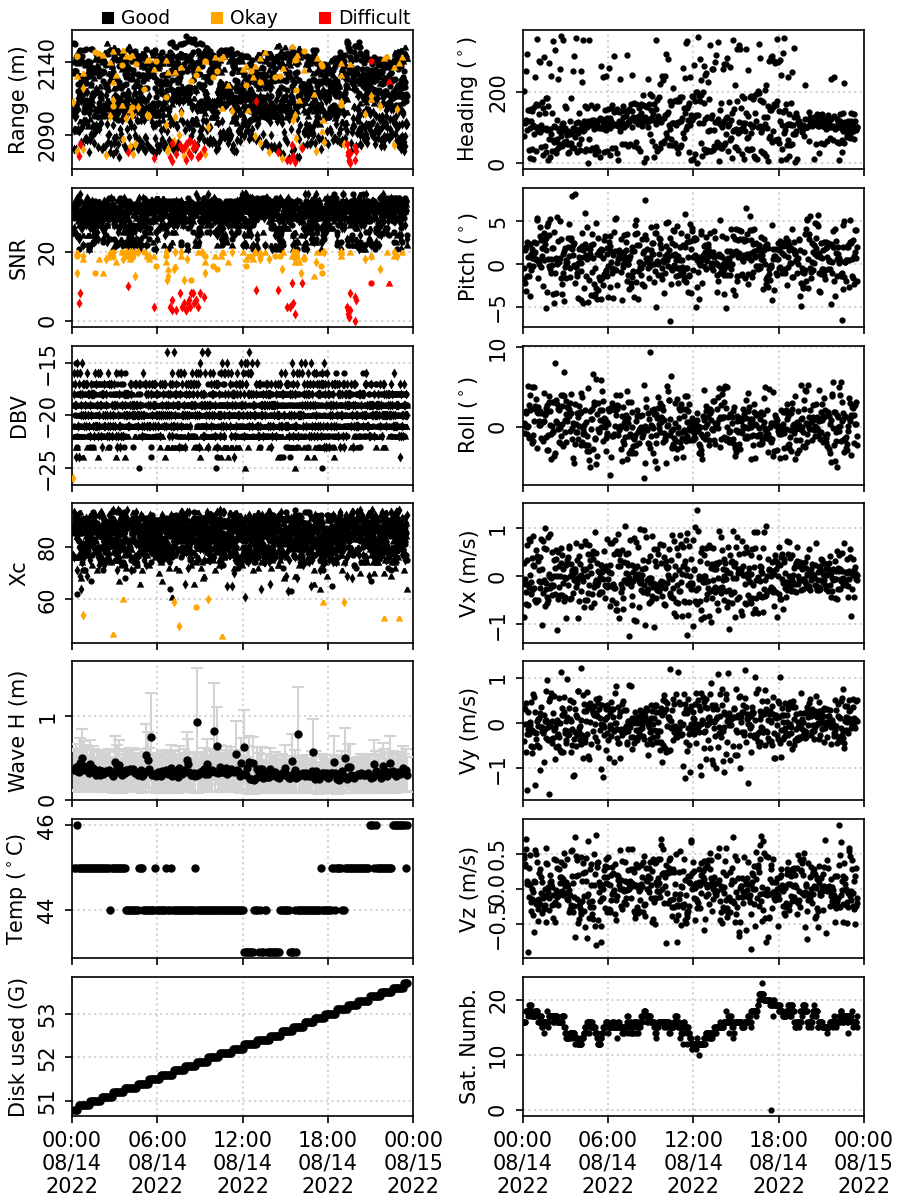 Good Okay Difficult
Range (m)
2140
2090
Heading (°)
200
0
SNR
20
0
Pitch (°)
5
0
−5
DBV
−15
−20
−25
Roll (°)
10
0
Xc
80
60
Vx (m/s)
1
0
−1
Wave H (m)
1
0
Vy (m/s)
1
0
−1
Temp (°C)
46
44
Vz (m/s)
0.5
0.0
−0.5
Disk used (G)
53
52
51
Sat. Numb.
20
10
0
00:00 06:00 12:00 18:00 00:00 00:00 06:00 12:00 18:00 00:00
08/14 08/14 08/14 08/14 08/15 08/14 08/14 08/14 08/14 08/15
2022 2022 2022 2022 2022 2022 2022 2022 2022 2022